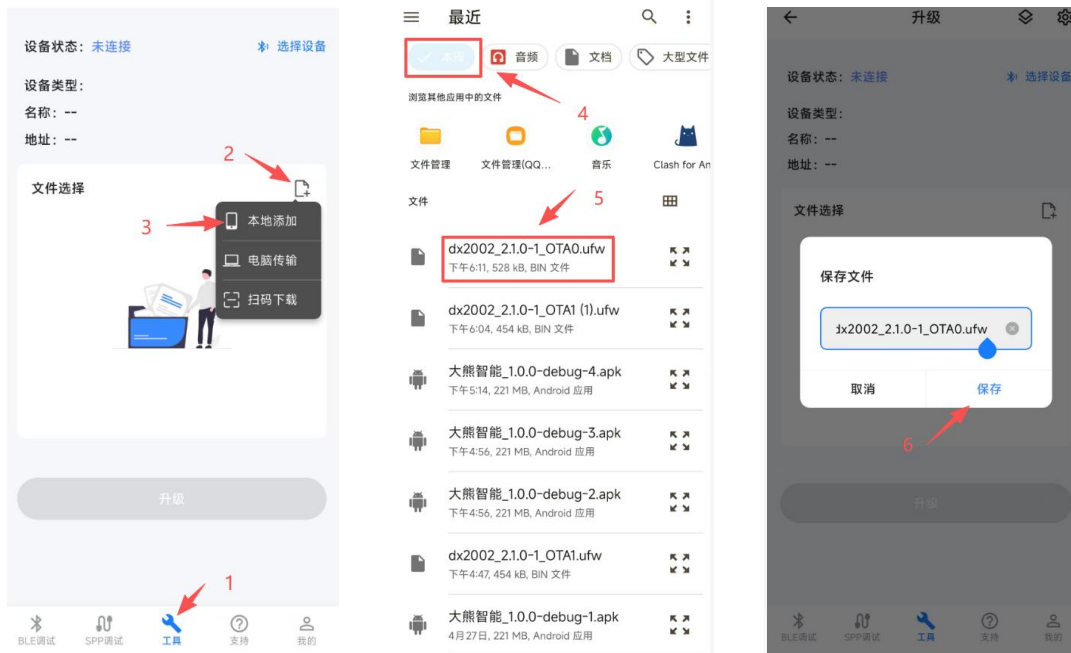 设备状态：未连接
选择设备
设备类型：
名称：--
地址：--
2
文件选择
3
本地添加
电脑传输
扫码下载
升级
1
BLE调试
SPP调试
工具
支持
我的
最近
音频
文档
大型文件
浏览其他应用中的文件
4
文件管理
文件管理(QQ...
音乐
Clash for An
文件
5
dx2002_2.1.0-1_OTA0.ufw
下午6:11, 528 kB, BIN 文件
dx2002_2.1.0-1_OTA1 (1).ufw
下午6:04, 454 kB, BIN 文件
大熊智能_1.0.0-debug-4.apk
下午5:14, 221 MB, Android 应用
大熊智能_1.0.0-debug-3.apk
下午4:56, 221 MB, Android 应用
大熊智能_1.0.0-debug-2.apk
下午4:56, 221 MB, Android 应用
dx2002_2.1.0-1_OTA1.ufw
下午4:47, 454 kB, BIN 文件
大熊智能_1.0.0-debug-1.apk
4月27日, 221 MB, Android 应用
升级
设备状态：未连接
选择设备
设备类型：
名称：--
地址：--
文件选择
保存文件
dx2002_2.1.0-1_OTA0.ufw
取消
保存
6
升级
BLE调试
SPP调试
工具
支持
我的